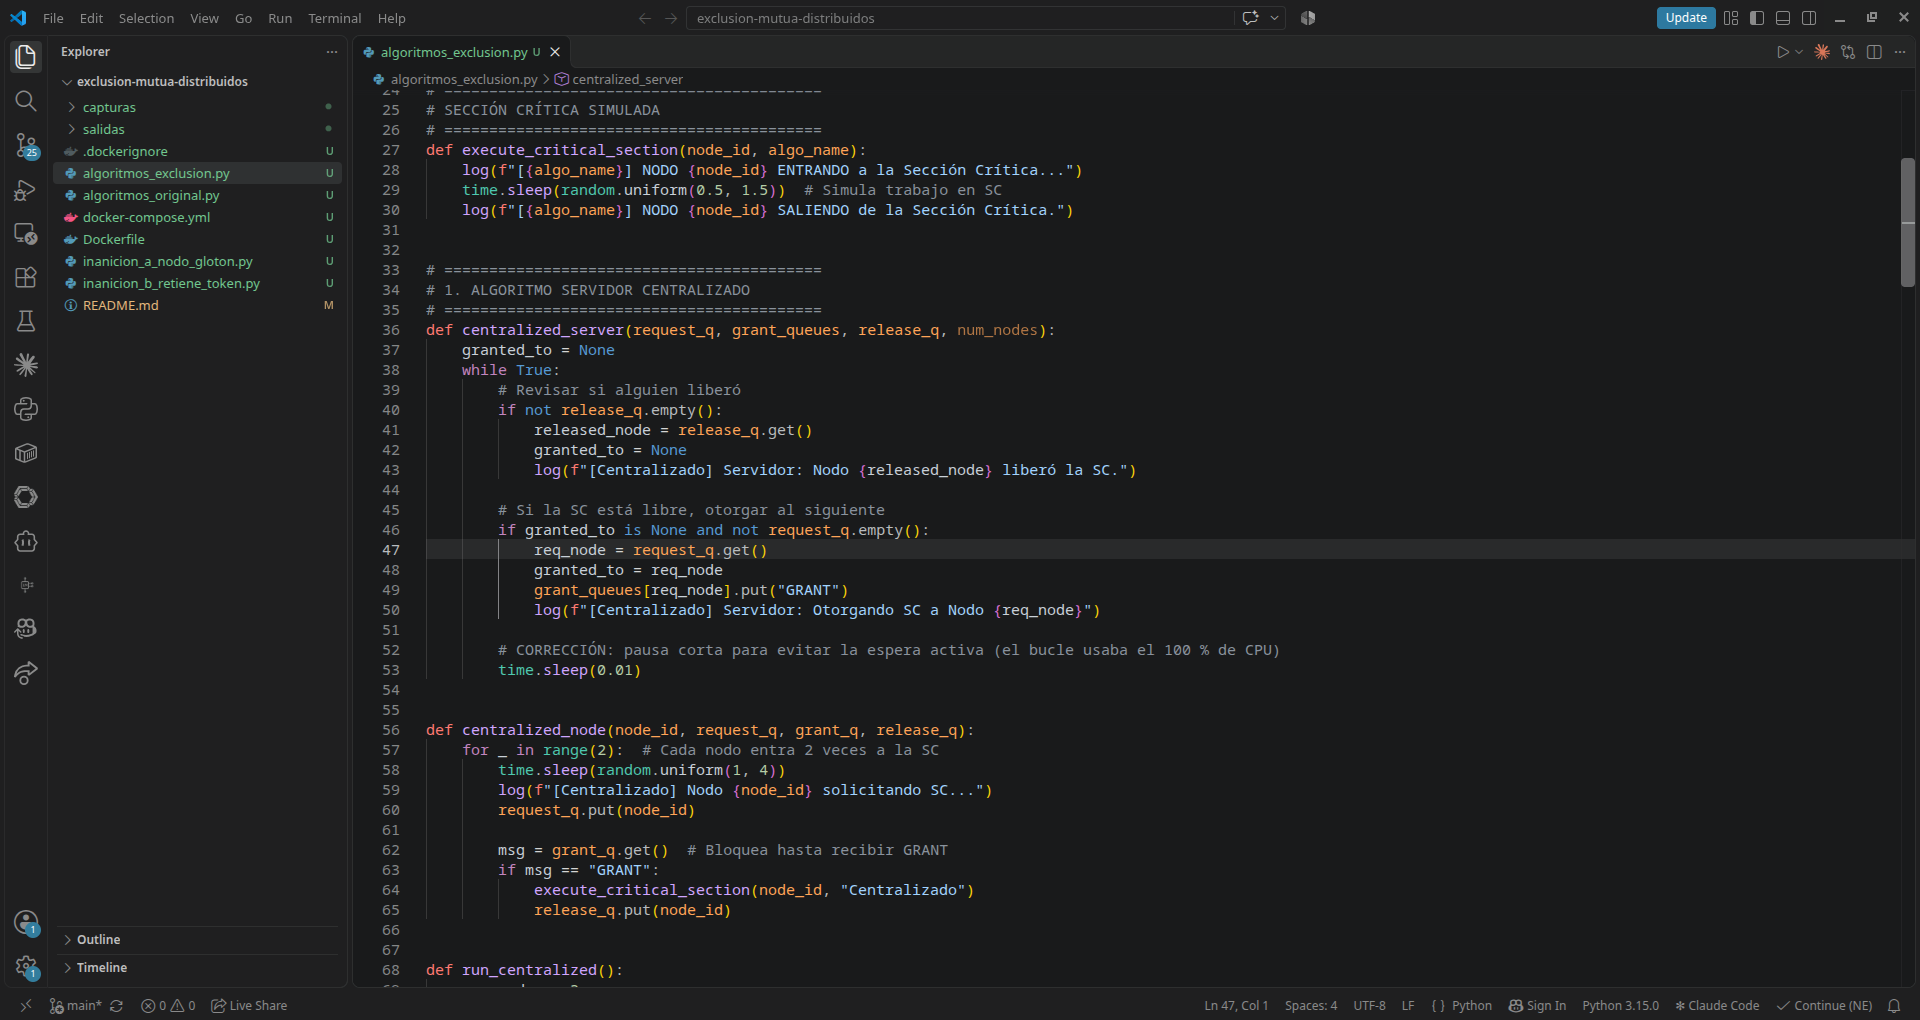 File Edit Selection View Go Run Terminal Help
exclusion-mutua-distribuidos
Update
Explorer
exclusion-mutua-distribuidos
capturas
salidas
.dockerignore U
algoritmos_exclusion.py U
algoritmos_original.py U
docker-compose.yml U
Dockerfile U
inanicion_a_nodo_gloton.py U
inanicion_b_retiene_token.py U
README.md M
25
1
1
Outline
Timeline
algoritmos_exclusion.py U
algoritmos_exclusion.py > centralized_server
24 # ==========================================
25 # SECCIÓN CRÍTICA SIMULADA
26 # ==========================================
27 def execute_critical_section(node_id, algo_name):
28     log(f"[{algo_name}] NODO {node_id} ENTRANDO a la Sección Crítica...")
29     time.sleep(random.uniform(0.5, 1.5))  # Simula trabajo en SC
30     log(f"[{algo_name}] NODO {node_id} SALIENDO de la Sección Crítica.")
31
32
33 # ==========================================
34 # 1. ALGORITMO SERVIDOR CENTRALIZADO
35 # ==========================================
36 def centralized_server(request_q, grant_queues, release_q, num_nodes):
37     granted_to = None
38     while True:
39         # Revisar si alguien liberó
40         if not release_q.empty():
41             released_node = release_q.get()
42             granted_to = None
43             log(f"[Centralizado] Servidor: Nodo {released_node} liberó la SC.")
44
45         # Si la SC está libre, otorgar al siguiente
46         if granted_to is None and not request_q.empty():
47             req_node = request_q.get()
48             granted_to = req_node
49             grant_queues[req_node].put("GRANT")
50             log(f"[Centralizado] Servidor: Otorgando SC a Nodo {req_node}")
51
52         # CORRECCIÓN: pausa corta para evitar la espera activa (el bucle usaba el 100 % de CPU)
53         time.sleep(0.01)
54
55
56 def centralized_node(node_id, request_q, grant_q, release_q):
57     for _ in range(2):  # Cada nodo entra 2 veces a la SC
58         time.sleep(random.uniform(1, 4))
59         log(f"[Centralizado] Nodo {node_id} solicitando SC...")
60         request_q.put(node_id)
61
62         msg = grant_q.get()  # Bloquea hasta recibir GRANT
63         if msg == "GRANT":
64             execute_critical_section(node_id, "Centralizado")
65             release_q.put(node_id)
66
67
68 def run_centralized():
main* 0 0 Live Share Ln 47, Col 1 Spaces: 4 UTF-8 LF { } Python Sign In Python 3.15.0 Claude Code Continue (NE)